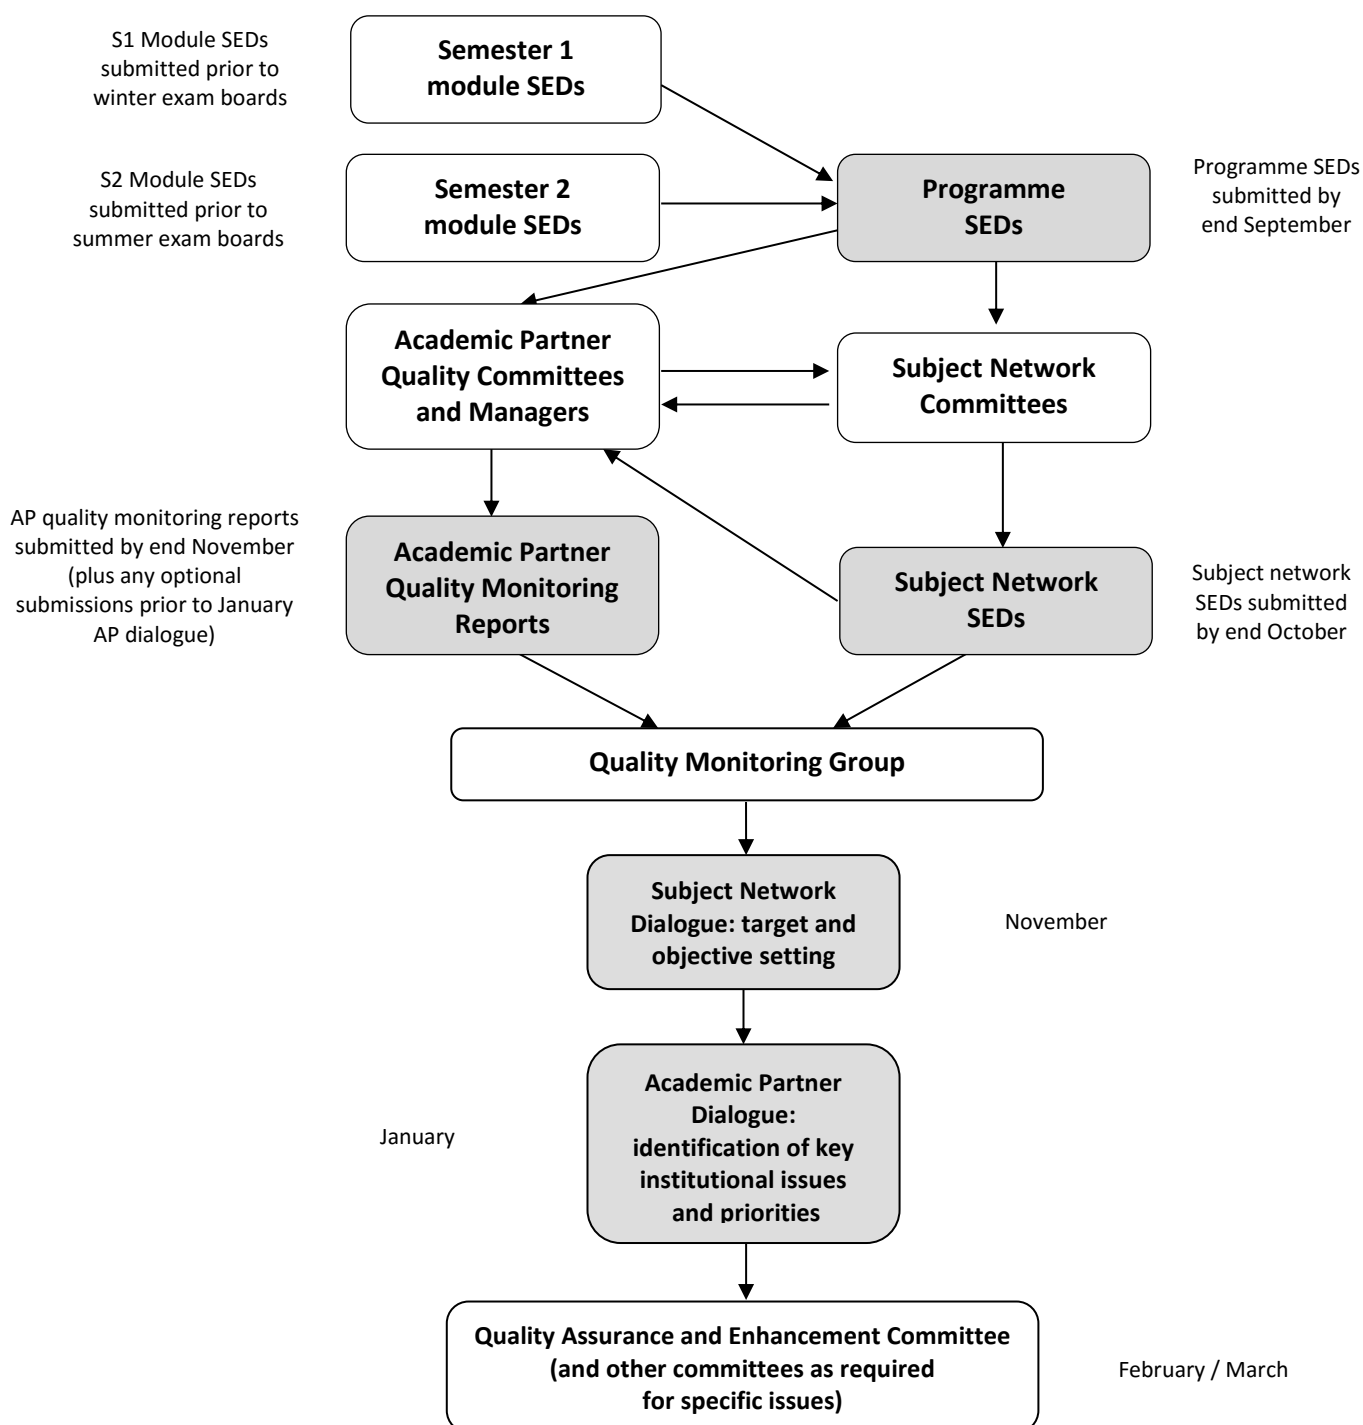 S1 Module SEDs
submitted prior to
winter exam boards
Semester 1
module SEDs
S2 Module SEDs
submitted prior to
summer exam boards
Semester 2
module SEDs
Programme
SEDs
Programme SEDs
submitted by
end September
Academic Partner
Quality Committees
and Managers
Subject Network
Committees
AP quality monitoring reports
submitted by end November
(plus any optional
submissions prior to January
AP dialogue)
Academic Partner
Quality Monitoring
Reports
Subject Network
SEDs
Subject network
SEDs submitted
by end October
Quality Monitoring Group
Subject Network
Dialogue: target and
objective setting
November
January
Academic Partner
Dialogue:
identification of key
institutional issues
and priorities
Quality Assurance and Enhancement Committee
(and other committees as required
for specific issues)
February / March